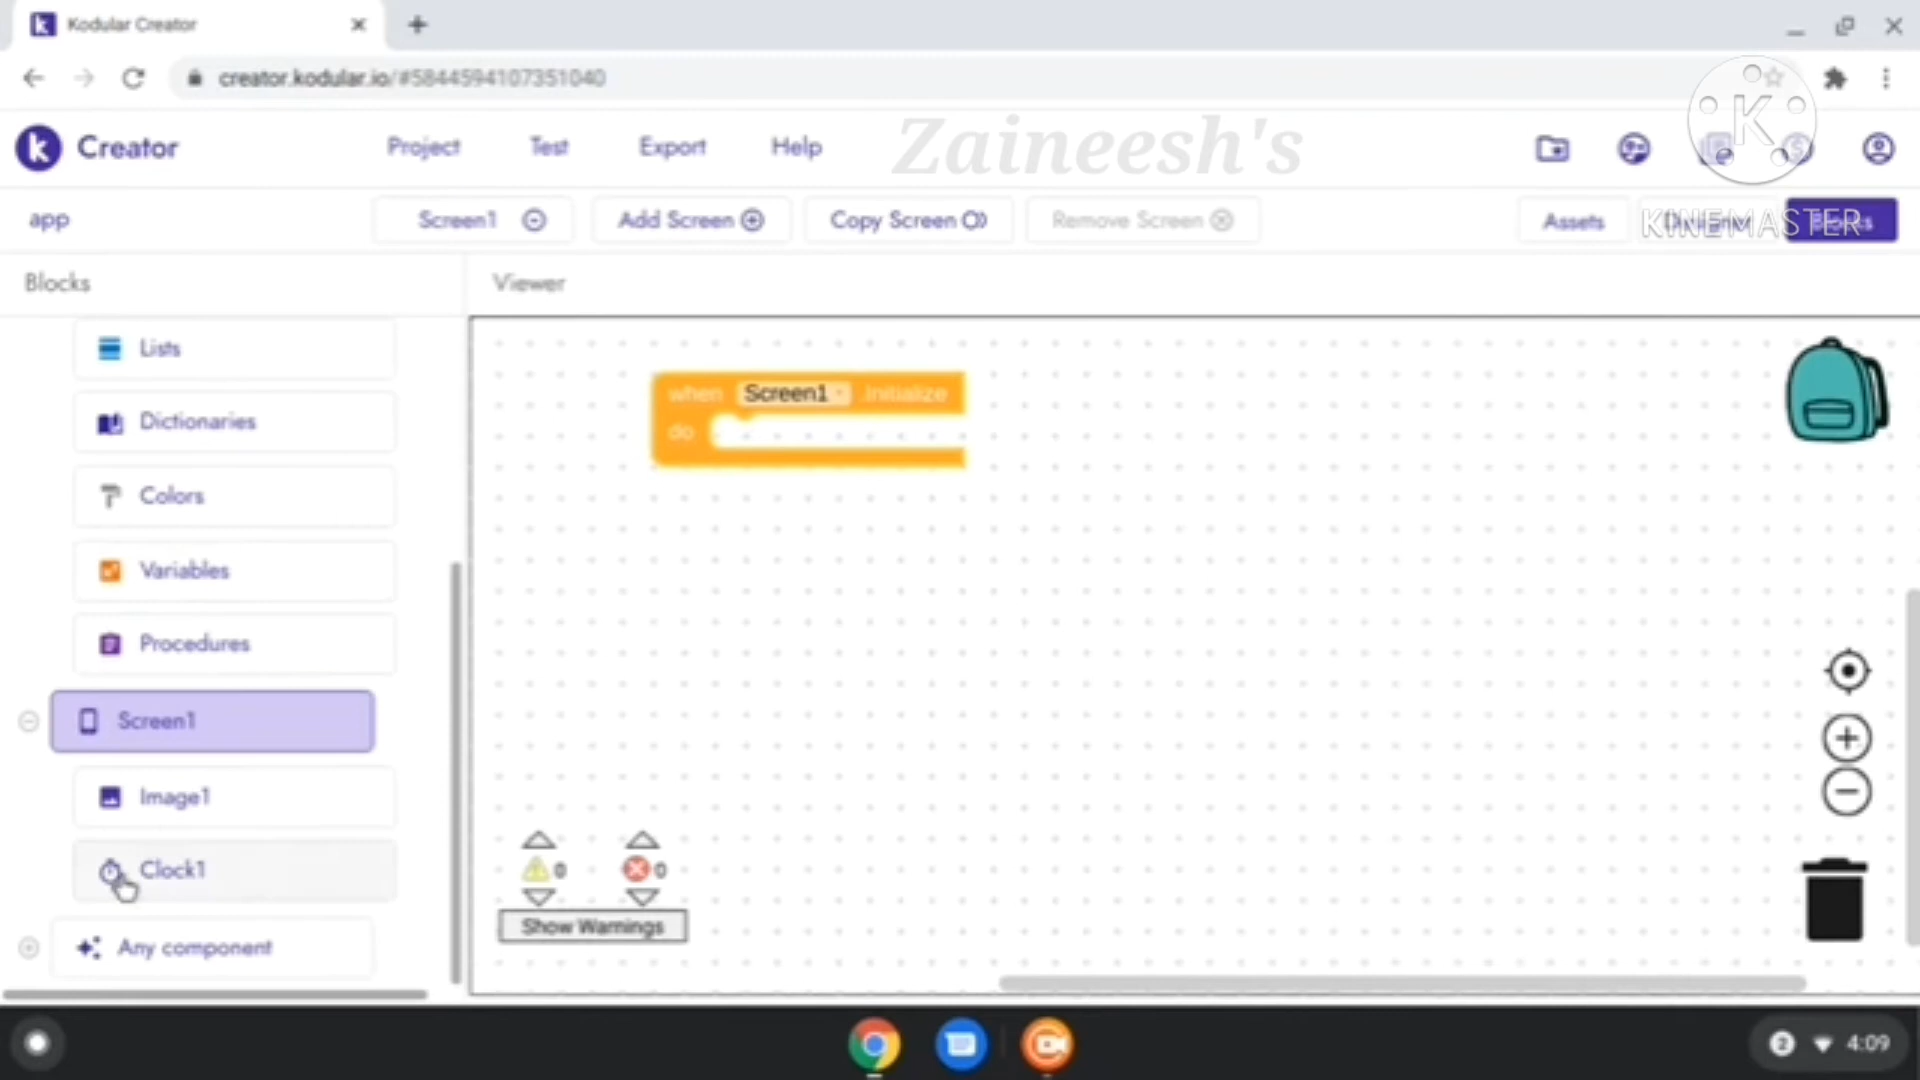 Kodular Creator
creator.kodular.io/#5844594107351040
Creator
Project
Test
Export
Help
Zaineesh's
app
Screen1
Add Screen
Copy Screen
Remove Screen
Assets
KINEMASTER
Blocks
Viewer
Lists
Dictionaries
Colors
Variables
Procedures
Screen1
Image1
Clock1
Any component
when Screen1 .Initialize
do
0
0
Show Warnings
2
4:09